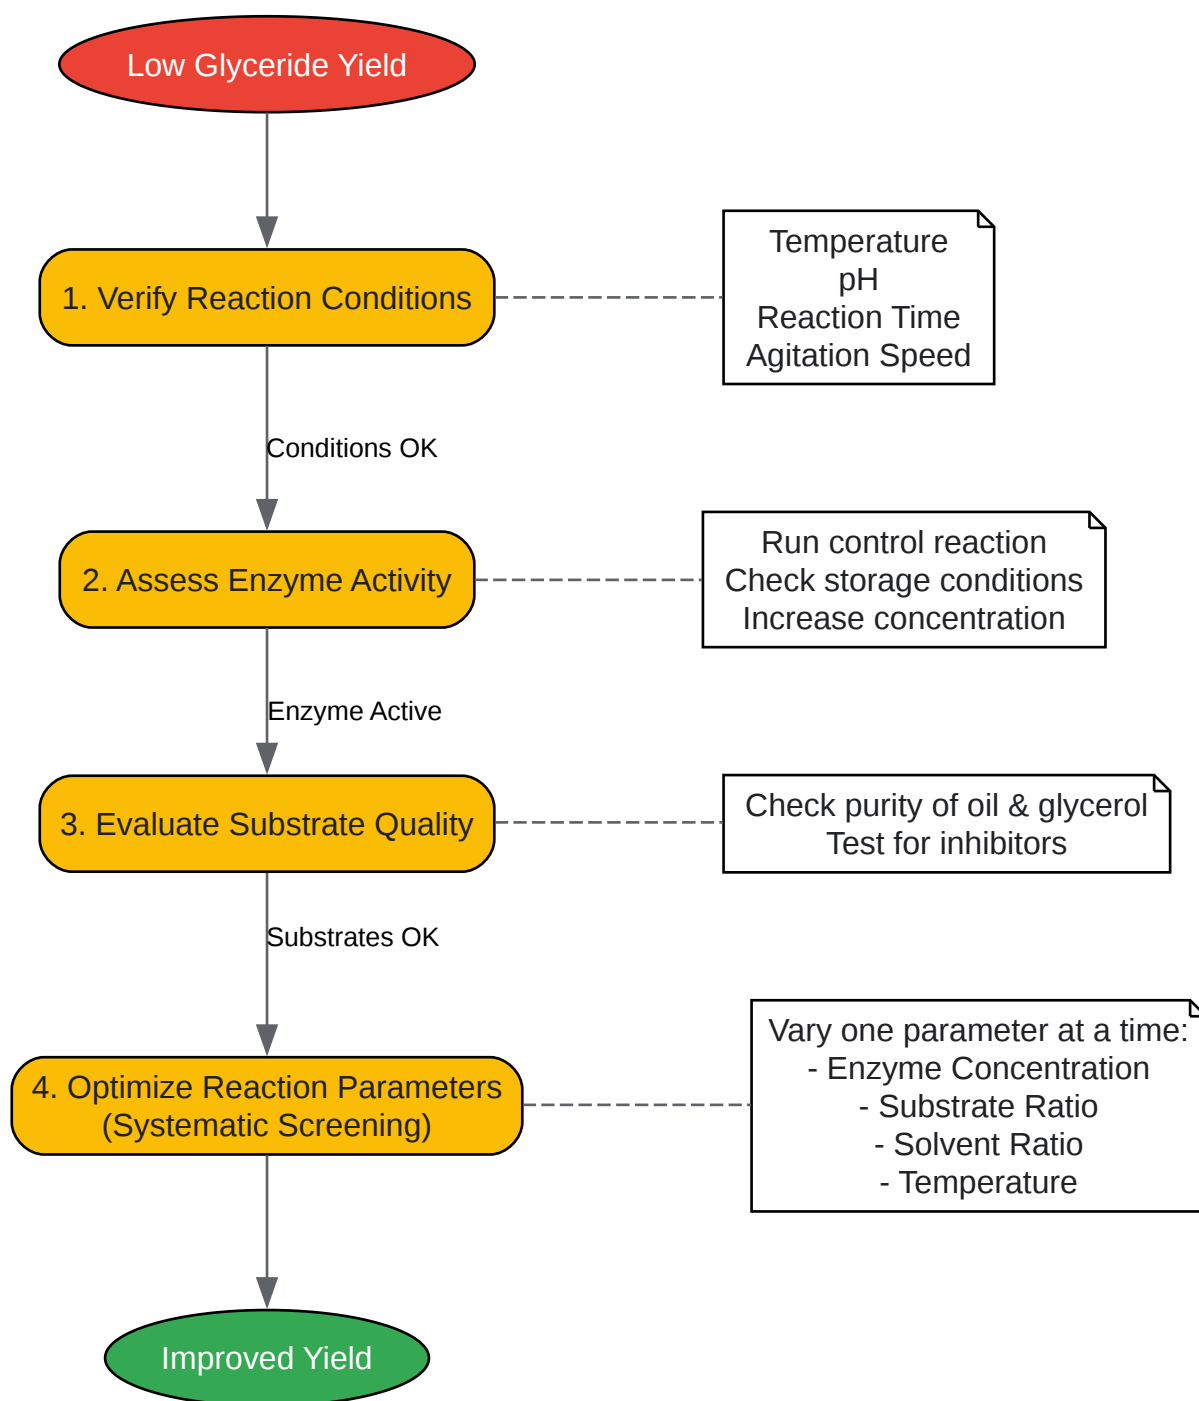 Low Glyceride Yield
1. Verify Reaction Conditions
Temperature
pH
Reaction Time
Agitation Speed
Conditions OK
2. Assess Enzyme Activity
Run control reaction
Check storage conditions
Increase concentration
Enzyme Active
3. Evaluate Substrate Quality
Check purity of oil & glycerol
Test for inhibitors
Substrates OK
4. Optimize Reaction Parameters
(Systematic Screening)
Vary one parameter at a time:
- Enzyme Concentration
- Substrate Ratio
- Solvent Ratio
- Temperature
Improved Yield